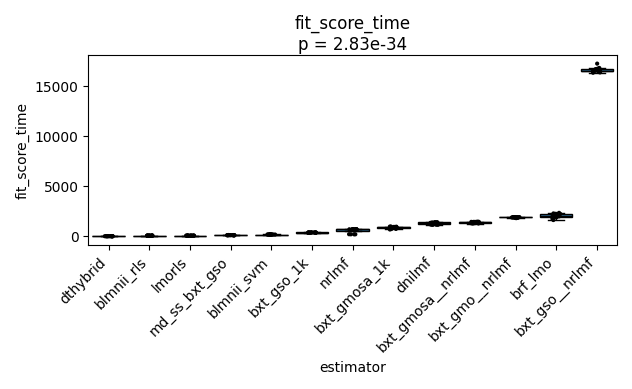 fit_score_time
p = 2.83e-34
fit_score_time
15000
10000
5000
0
dthybrid
blmnii_rls
lmorls
md_ss_bxt_gso
blmnii_svm
bxt_gso_1k
nrlmf
bxt_gmosa_1k
dnilmf
bxt_gmosa__nrlmf
bxt_gmo__nrlmf
brf_lmo
bxt_gso__nrlmf
estimator